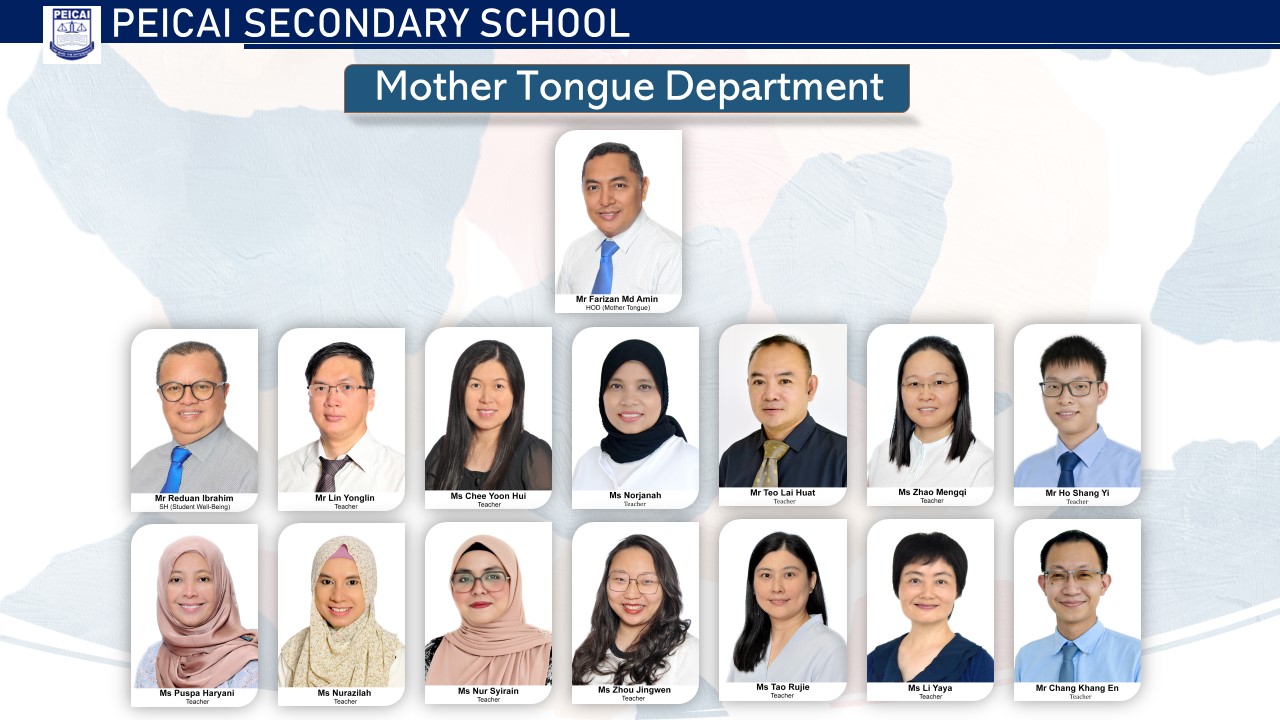 PEICAI
PEICAI SECONDARY SCHOOL
Mother Tongue Department
Mr Farizan Md Amin
HOD (Mother Tongue)
Mr Reduan Ibrahim
SH (Student Well-Being)
Mr Lin Yonglin
Teacher
Ms Chee Yoon Hui
Teacher
Ms Norjanah
Teacher
Mr Teo Lai Huat
Teacher
Ms Zhao Mengqi
Teacher
Mr Ho Shang Yi
Teacher
Ms Puspa Haryani
Teacher
Ms Nurazilah
Teacher
Ms Nur Syirain
Teacher
Ms Zhou Jingwen
Teacher
Ms Tao Rujie
Teacher
Ms Li Yaya
Teacher
Mr Chang Khang En
Teacher